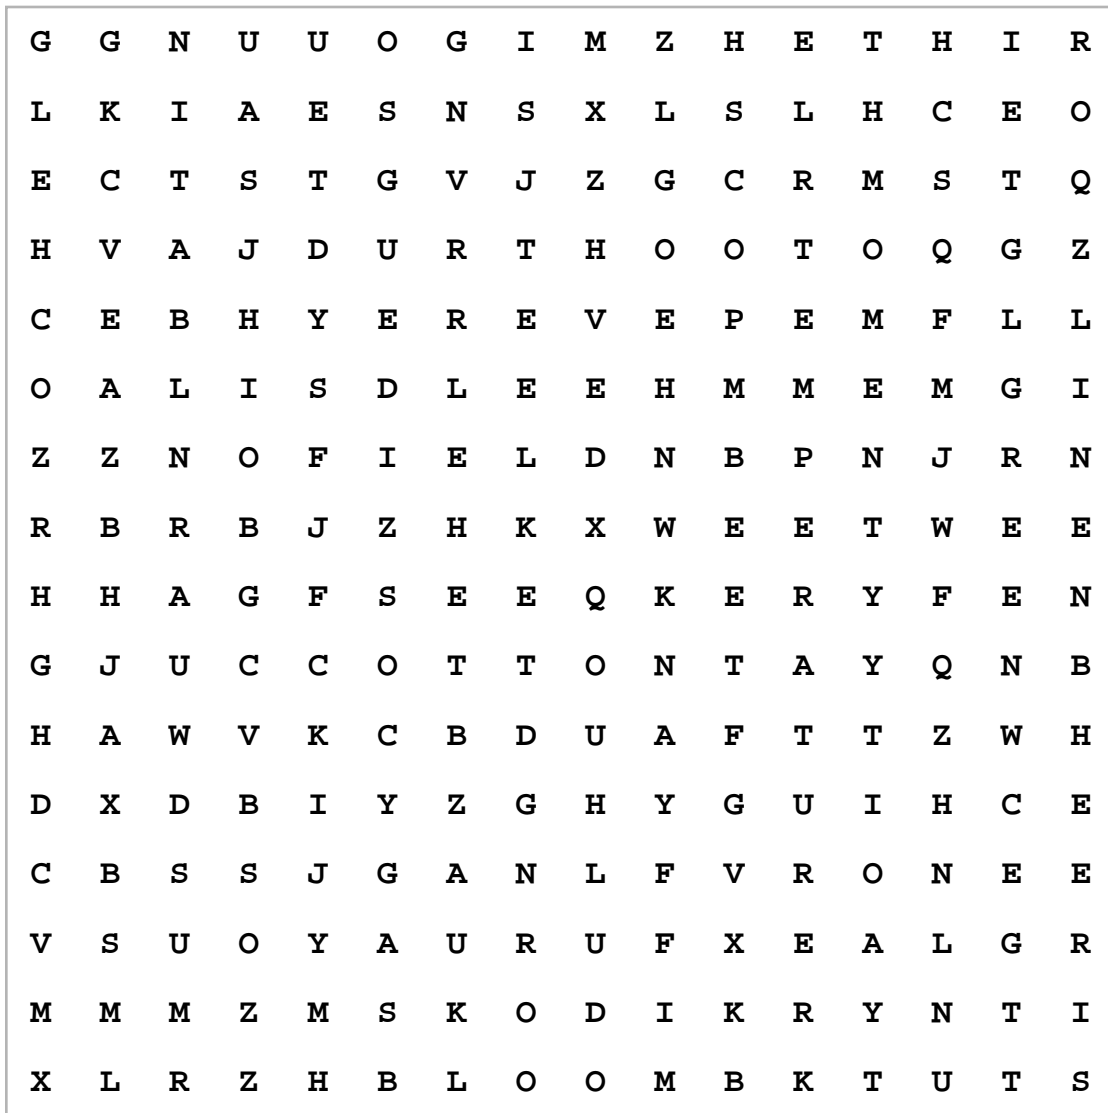 G G N U U O G I M Z H E T H I R
L K I A E S N S X L S L H C E O
E C T S T G V J Z G C R M S T Q
H V A J D U R T H O O T O Q G Z
C E B H Y E R E V E P E M F L L
O A L I S D L E E H M M E M G I
Z Z N O F I E L D N B P N J R N
R B R B J Z H K X W E E T W E E
H H A G F S E E Q K E R Y F E N
G J U C C O T T O N T A Y Q N B
H A W V K C B D U A F T T Z W H
D X D B I Y Z G H Y G U I H C E
C B S S J G A N L F V R O N E E
V S U O Y A U R U F X E A L G R
M M M Z M S K O D I K R Y N T I
X L R Z H B L O O M B K T U T S